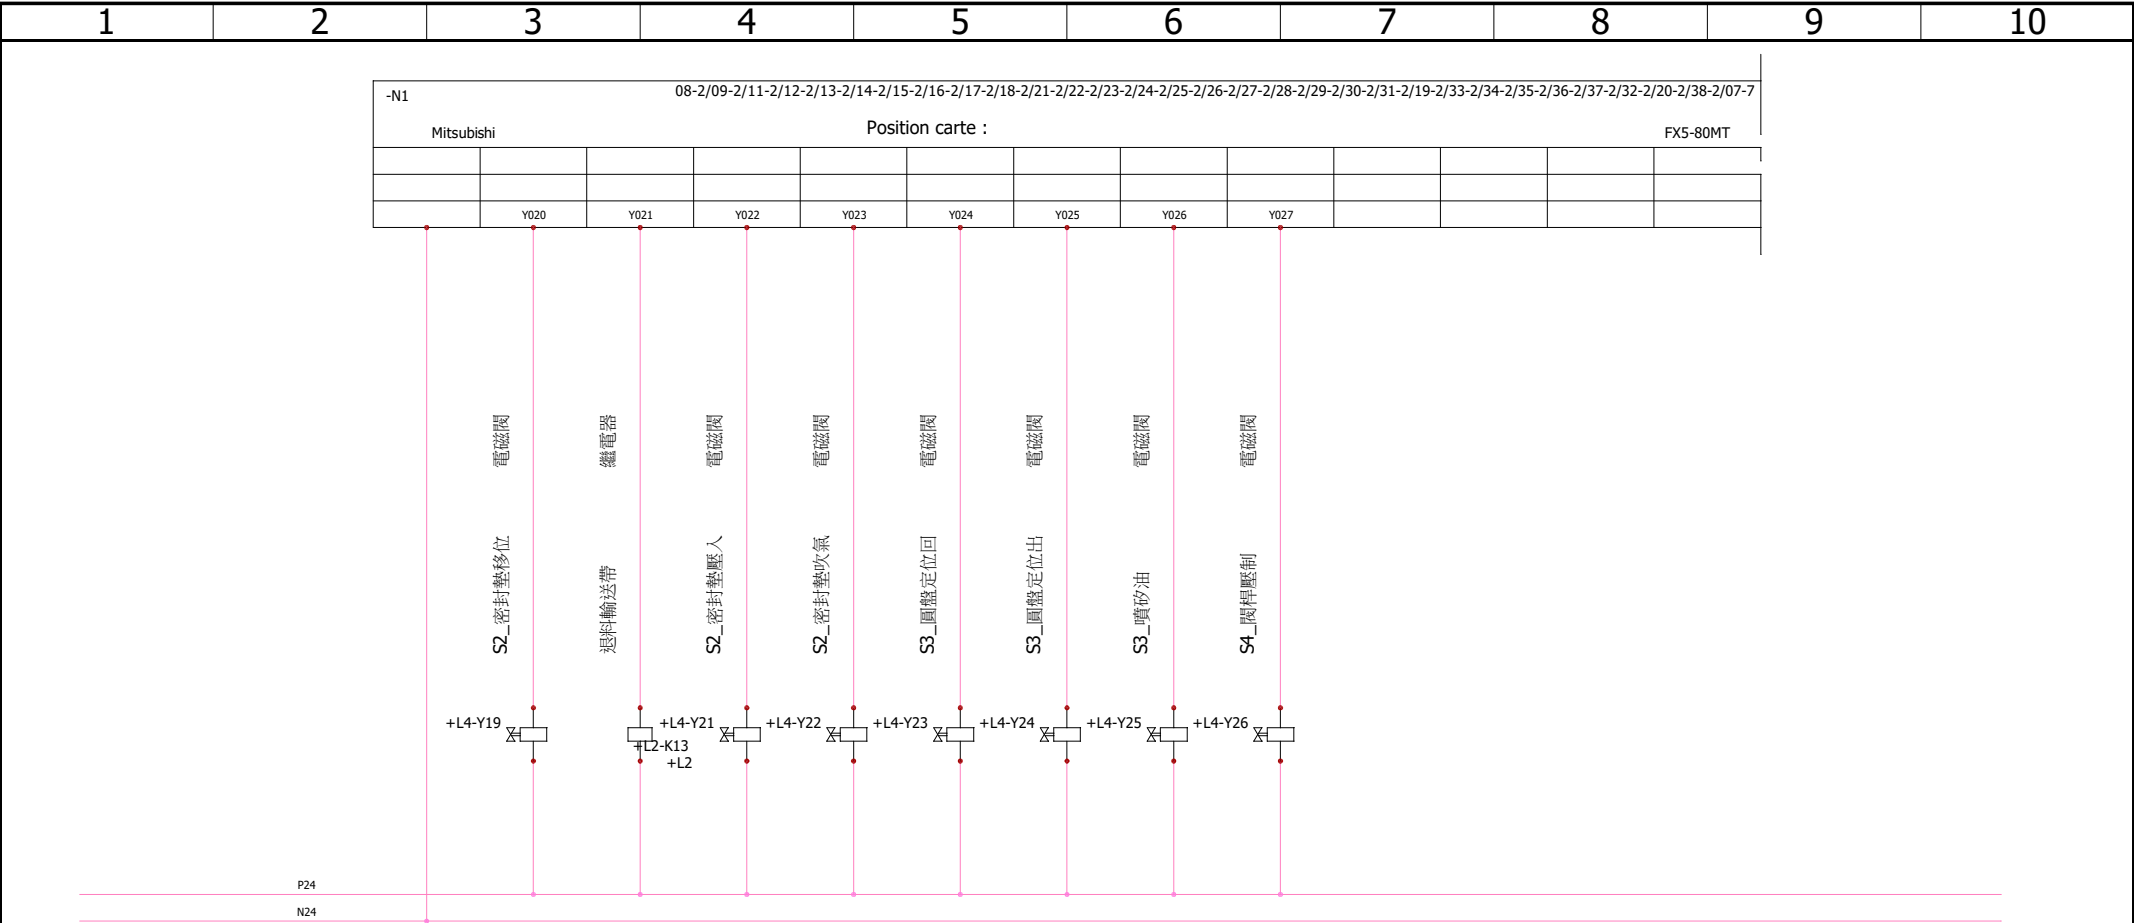 1 2 3 4 5 6 7 8 9 10
-N1 08-2/09-2/11-2/12-2/13-2/14-2/15-2/16-2/17-2/18-2/21-2/22-2/23-2/24-2/25-2/26-2/27-2/28-2/29-2/30-2/31-2/19-2/33-2/34-2/35-2/36-2/37-2/32-2/20-2/38-2/07-7
Mitsubishi Position carte : FX5-80MT
Y020 Y021 Y022 Y023 Y024 Y025 Y026 Y027
S2_密封墊移位 電磁閥
退料輸送帶 繼電器
S2_密封墊壓入 電磁閥
S2_密封墊吹氣 電磁閥
S3_圓盤定位回 電磁閥
S3_圓盤定位出 電磁閥
S3_噴矽油 電磁閥
S4_閥桿壓制 電磁閥
+L4-Y19 +L4-Y21 +L4-Y22 +L4-Y23 +L4-Y24 +L4-Y25 +L4-Y26
+L2-K13
+L2
P24
N24